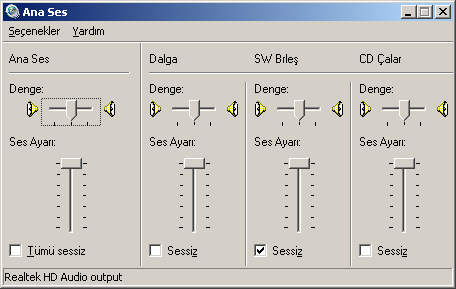 Ana Ses
Seçenekler Yardım
Ana Ses Dalga SW Birleş CD Çalar
Denge: Denge: Denge: Denge:
Ses Ayarı: Ses Ayarı: Ses Ayarı: Ses Ayarı:
Tümü sessiz Sessiz Sessiz Sessiz
Realtek HD Audio output